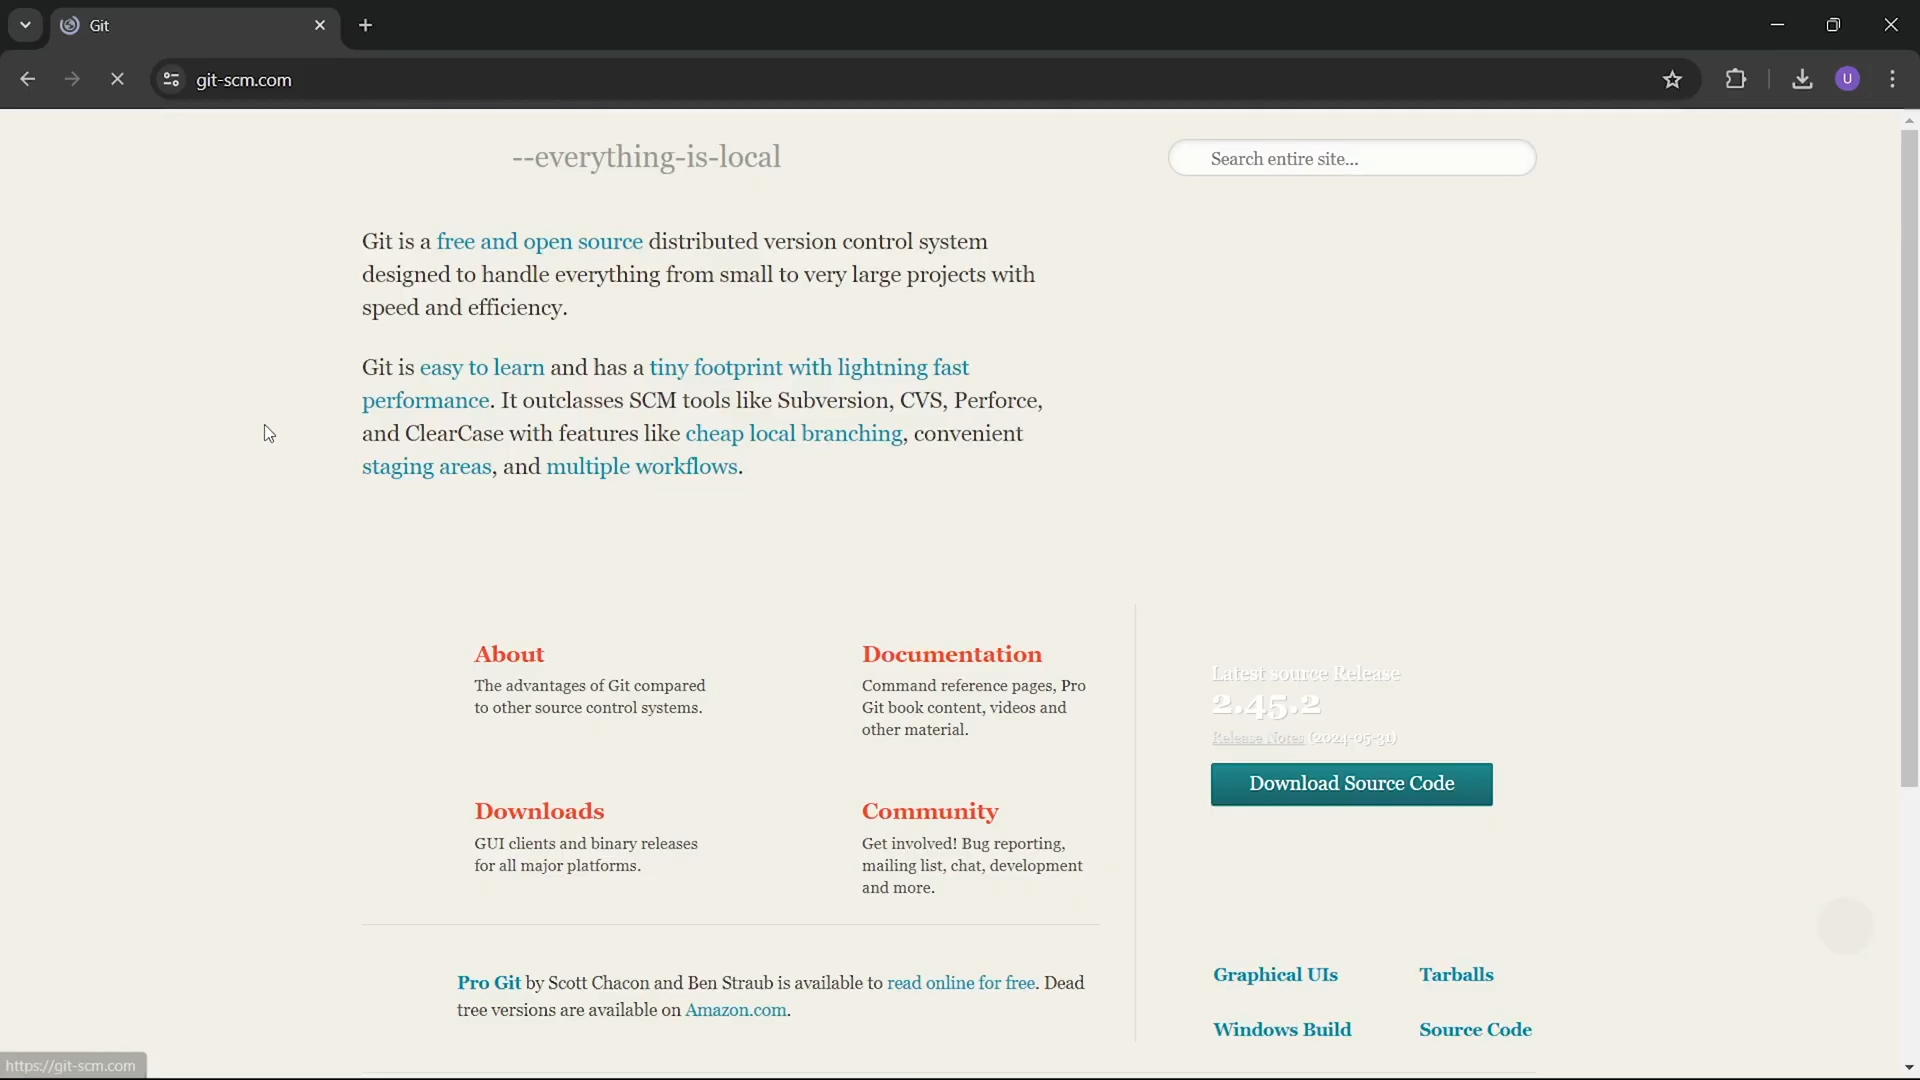 Git
git-scm.com
U
--everything-is-local
Search entire site...
Git is a free and open source distributed version control system
designed to handle everything from small to very large projects with
speed and efficiency.
Git is easy to learn and has a tiny footprint with lightning fast
performance. It outclasses SCM tools like Subversion, CVS, Perforce,
and ClearCase with features like cheap local branching, convenient
staging areas, and multiple workflows.
About
The advantages of Git compared
to other source control systems.
Documentation
Command reference pages, Pro
Git book content, videos and
other material.
Downloads
GUI clients and binary releases
for all major platforms.
Community
Get involved! Bug reporting,
mailing list, chat, development
and more.
Pro Git by Scott Chacon and Ben Straub is available to read online for free. Dead
tree versions are available on Amazon.com.
Latest source Release
2.45.2
Release Notes (2024-05-31)
Download Source Code
Graphical UIs
Tarballs
Windows Build
Source Code
https://git-scm.com